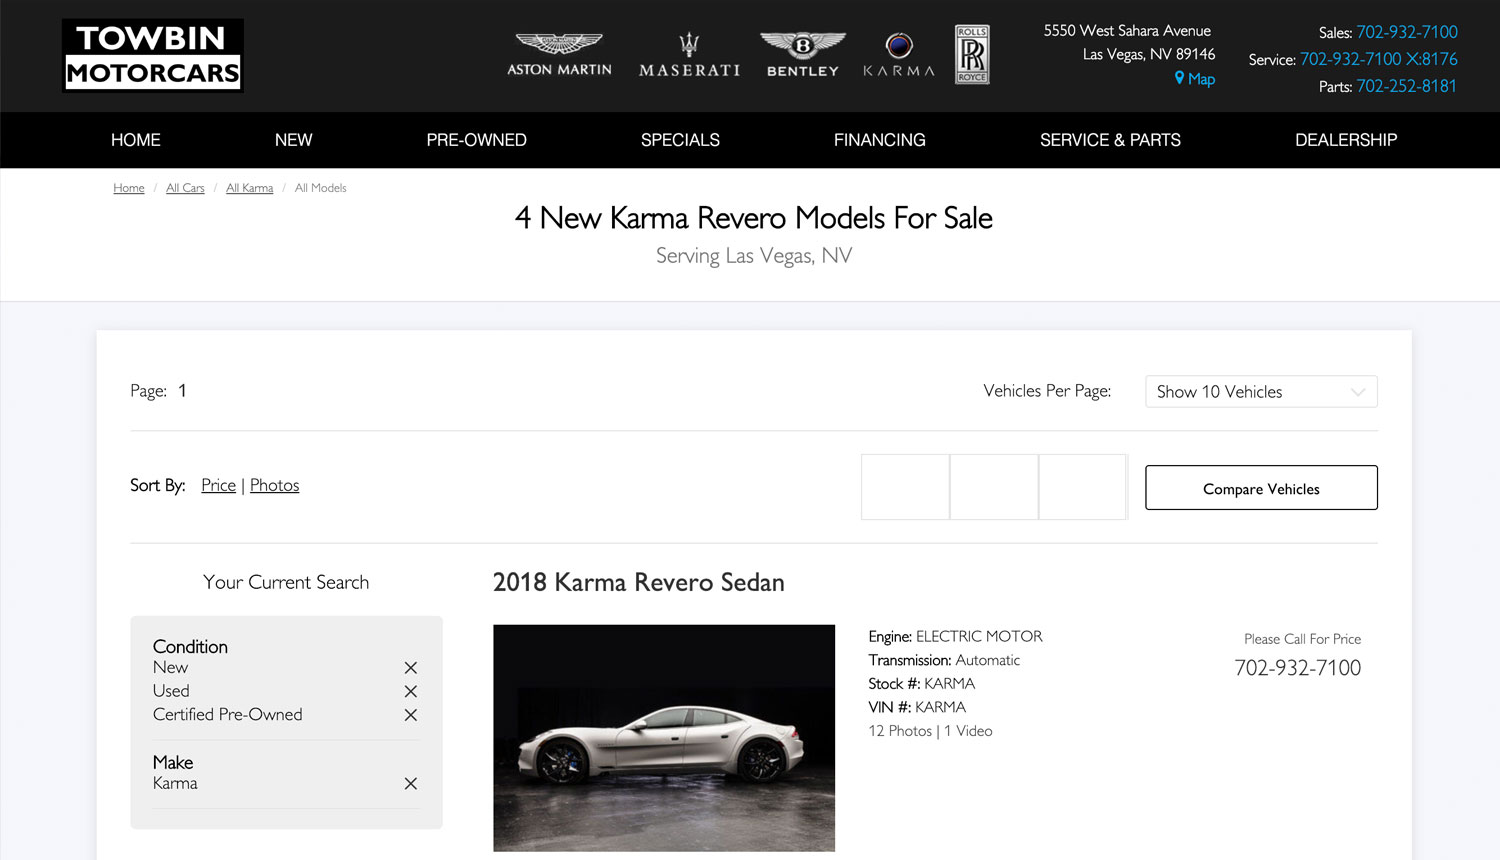 TOWBIN
MOTORCARS
ASTON MARTIN
MASERATI
B
BENTLEY
KARMA
ROLLS
RR
ROYCE
5550 West Sahara Avenue
Las Vegas, NV 89146
Map
Sales: 702-932-7100
Service: 702-932-7100 X:8176
Parts: 702-252-8181
HOME NEW PRE-OWNED SPECIALS FINANCING SERVICE & PARTS DEALERSHIP
Home / All Cars / All Karma / All Models
4 New Karma Revero Models For Sale
Serving Las Vegas, NV
Page: 1
Vehicles Per Page: Show 10 Vehicles
Sort By: Price | Photos
Compare Vehicles
Your Current Search
Condition
New
Used
Certified Pre-Owned
Make
Karma
2018 Karma Revero Sedan
Engine: ELECTRIC MOTOR
Transmission: Automatic
Stock #: KARMA
VIN #: KARMA
12 Photos | 1 Video
Please Call For Price
702-932-7100